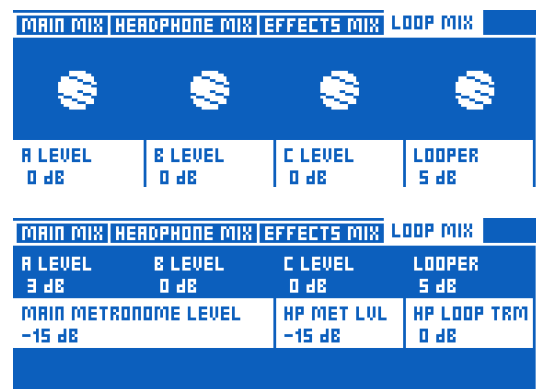 MAIN MIX HEADPHONE MIX EFFECTS MIX LOOP MIX
A LEVEL B LEVEL C LEVEL LOOPER
0 dB 0 dB 0 dB 5 dB
MAIN MIX HEADPHONE MIX EFFECTS MIX LOOP MIX
A LEVEL B LEVEL C LEVEL LOOPER
3 dB 0 dB 0 dB 5 dB
MAIN METRONOME LEVEL HP MET LVL HP LOOP TRM
-15 dB -15 dB 0 dB